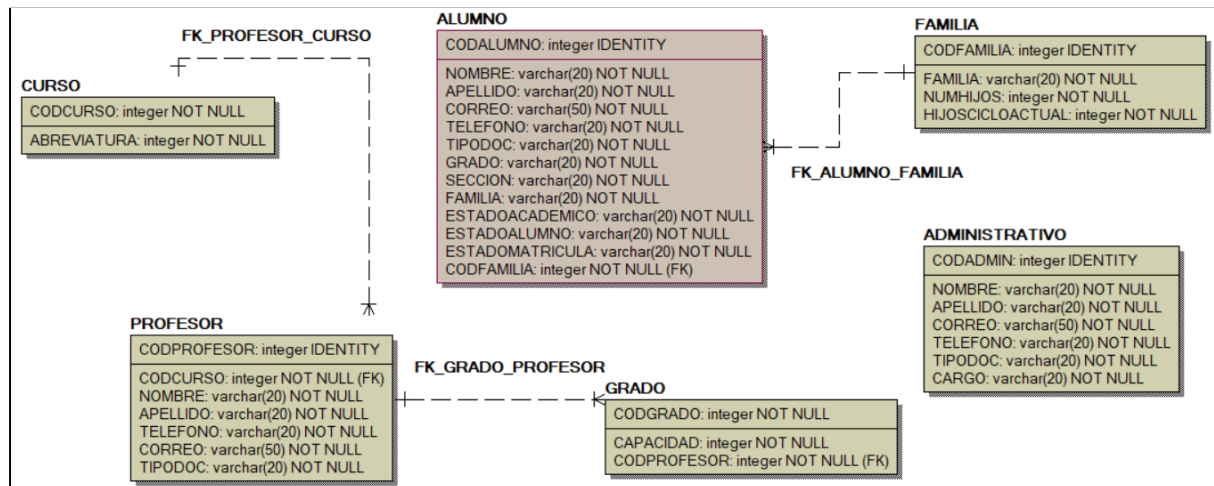 FK_PROFESOR_CURSO
CURSO
CODCURSO: integer NOT NULL
ABREVIATURA: integer NOT NULL
ALUMNO
CODALUMNO: integer IDENTITY
NOMBRE: varchar(20) NOT NULL
APELLIDO: varchar(20) NOT NULL
CORREO: varchar(50) NOT NULL
TELEFONO: varchar(20) NOT NULL
TIPODOC: varchar(20) NOT NULL
GRADO: varchar(20) NOT NULL
SECCION: varchar(20) NOT NULL
FAMILIA: varchar(20) NOT NULL
ESTADOACADEMICO: varchar(20) NOT NULL
ESTADOALUMNO: varchar(20) NOT NULL
ESTADOMATRICULA: varchar(20) NOT NULL
CODFAMILIA: integer NOT NULL (FK)
FAMILIA
CODFAMILIA: integer IDENTITY
FAMILIA: varchar(20) NOT NULL
NUMHIJOS: integer NOT NULL
HIJOSCICLOACTUAL: integer NOT NULL
FK_ALUMNO_FAMILIA
ADMINISTRATIVO
CODADMIN: integer IDENTITY
NOMBRE: varchar(20) NOT NULL
APELLIDO: varchar(20) NOT NULL
CORREO: varchar(50) NOT NULL
TELEFONO: varchar(20) NOT NULL
TIPODOC: varchar(20) NOT NULL
CARGO: varchar(20) NOT NULL
PROFESOR
CODPROFESOR: integer IDENTITY
CODCURSO: integer NOT NULL (FK)
NOMBRE: varchar(20) NOT NULL
APELLIDO: varchar(20) NOT NULL
TELEFONO: varchar(20) NOT NULL
CORREO: varchar(50) NOT NULL
TIPODOC: varchar(20) NOT NULL
FK_GRADO_PROFESOR
GRADO
CODGRADO: integer NOT NULL
CAPACIDAD: integer NOT NULL
CODPROFESOR: integer NOT NULL (FK)